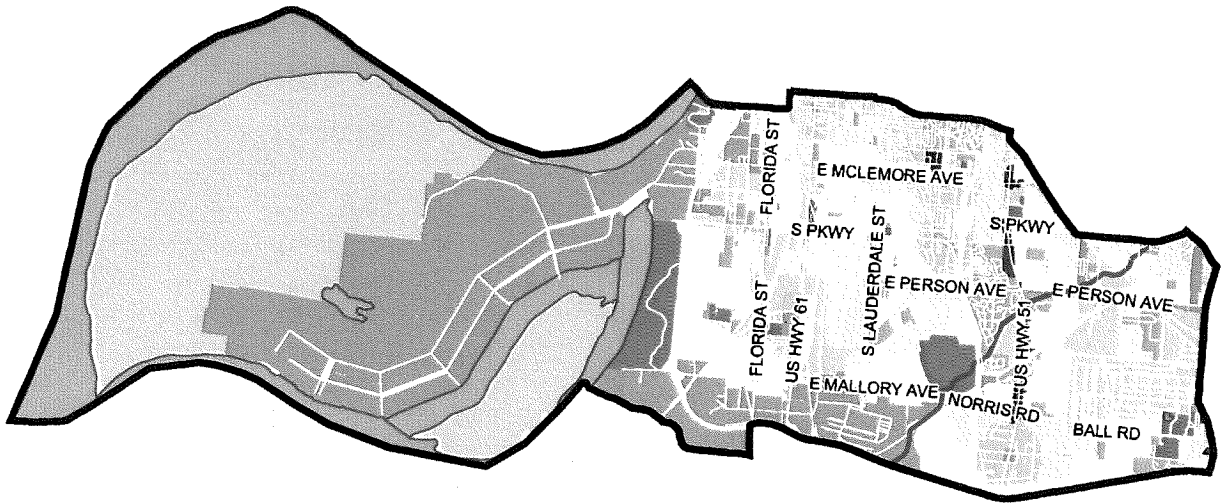 FLORIDA ST
E MCLEMORE AVE
S PKWY
S PKWY
S LAUDERDALE ST
E PERSON AVE
E PERSON AVE
FLORIDA ST
US HWY 61
US HWY 51
E MALLORY AVE
NORRIS RD
BALL RD